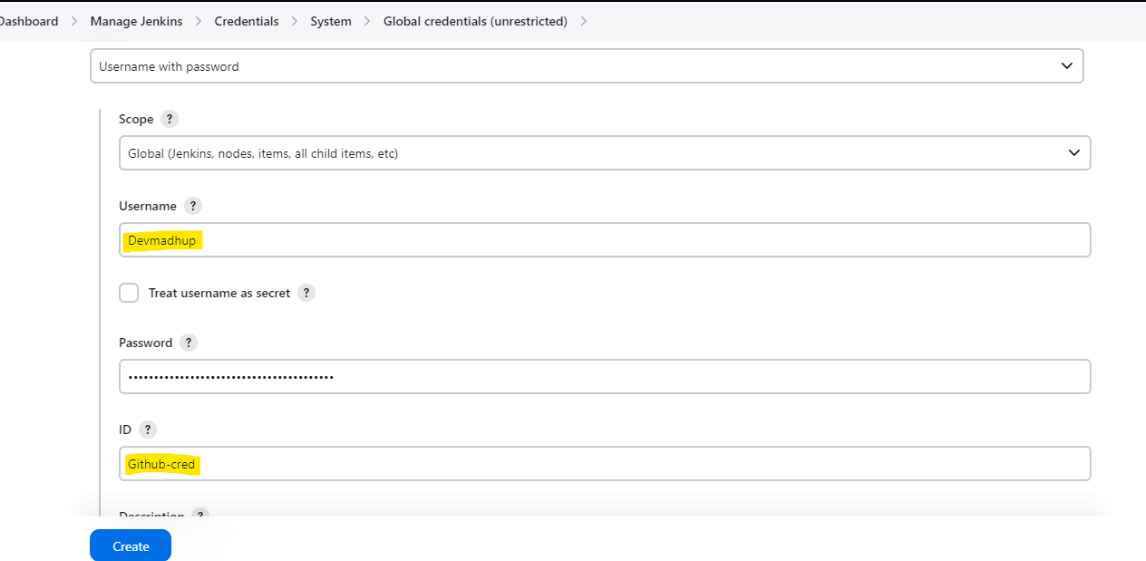 Dashboard > Manage Jenkins > Credentials > System > Global credentials (unrestricted) >
Username with password
Scope ?
Global (Jenkins, nodes, items, all child items, etc)
Username ?
Devmadhup
Treat username as secret ?
Password ?
••••••••••••••••••••••••••••••••••••••••
ID ?
Github-cred
Description ?
Create